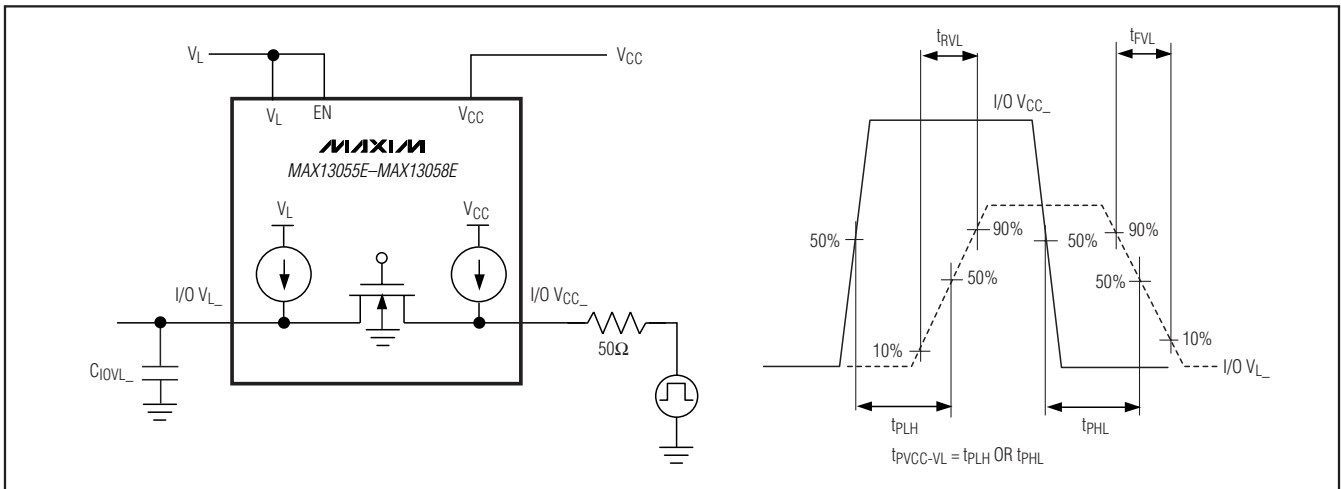 V_L
V_CC
V_L
EN
V_CC
MAXIM
MAX13055E–MAX13058E
V_L
V_CC
I/O V_L_
I/O V_CC_
C_IOVL_
50Ω
t_RVL
t_FVL
I/O V_CC_
50%
90%
50%
10%
50%
90%
50%
10%
I/O V_L_
t_PLH
t_PHL
t_PVCC-VL = t_PLH OR t_PHL